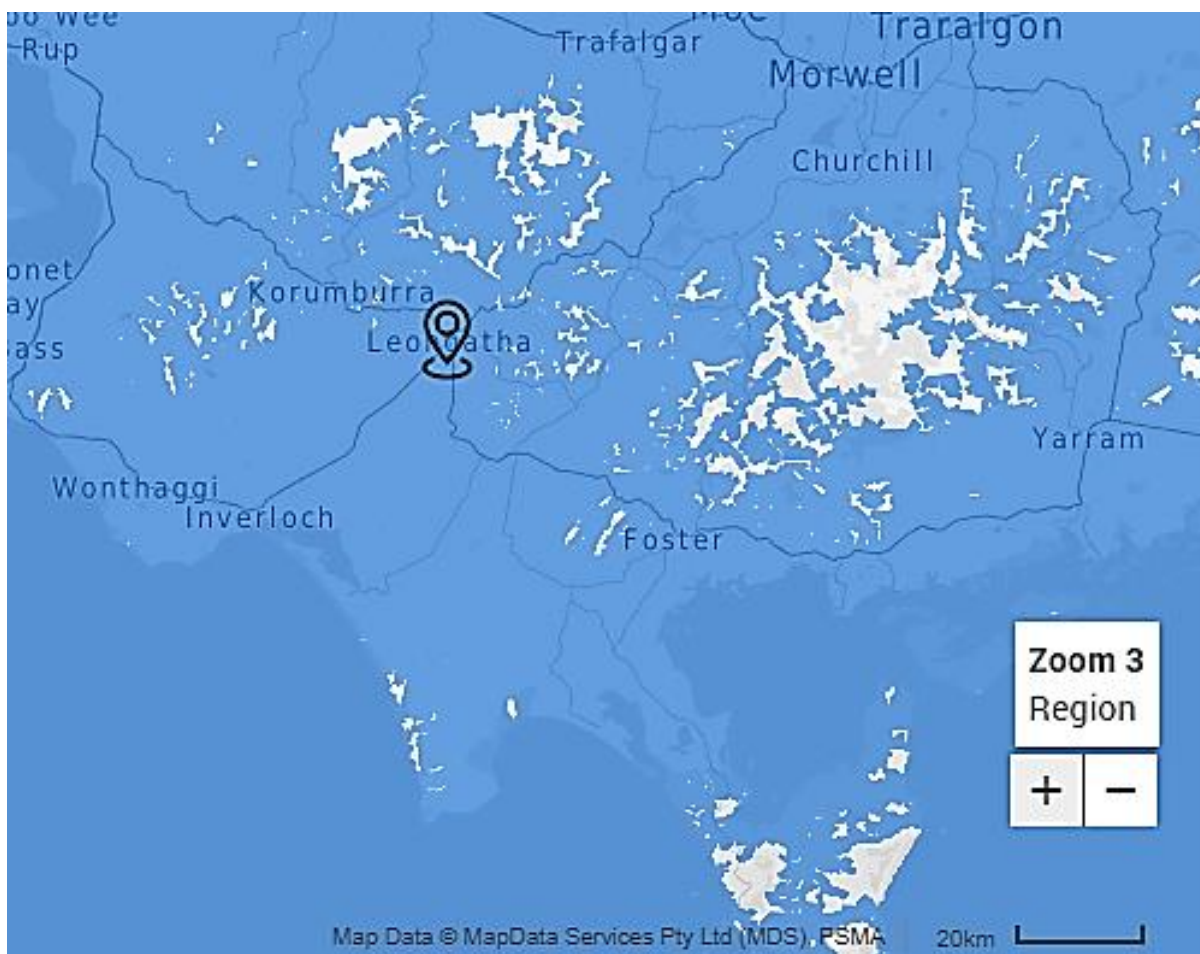 Rup
Trafalgar
Traralgon
Morwell
Churchill
Korumburra
Yarram
Wonthaggi
Inverloch
Foster
Zoom 3
Region
+ −
Map Data © MapData Services Pty Ltd (MDS), PSMA
20km